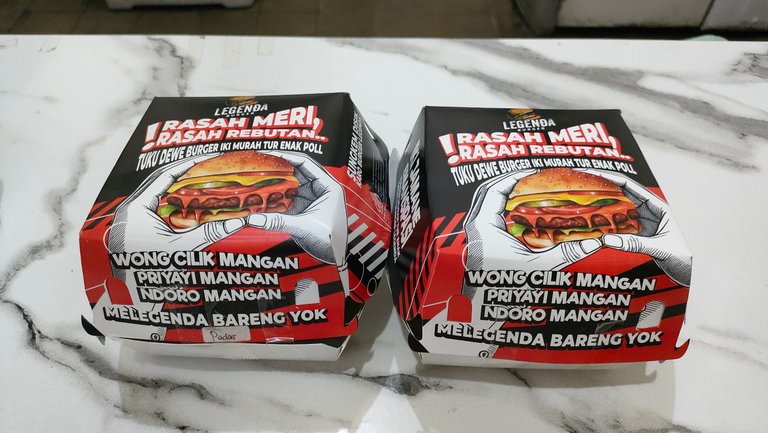 LEGENDA
BURGER
! RASAH MERI,
RASAH REBUTAN..
TUKU DEWE BURGER IKI MURAH TUR ENAK POLL
WONG CILIK MANGAN
PRIYAYI MANGAN
NDORO MANGAN
MELEGENDA BARENG YOK
Pedas
LEGENDA
BURGER
! RASAH MERI,
RASAH REBUTAN..
TUKU DEWE BURGER IKI MURAH TUR ENAK POLL
WONG CILIK MANGAN
PRIYAYI MANGAN
NDORO MANGAN
MELEGENDA BARENG YOK